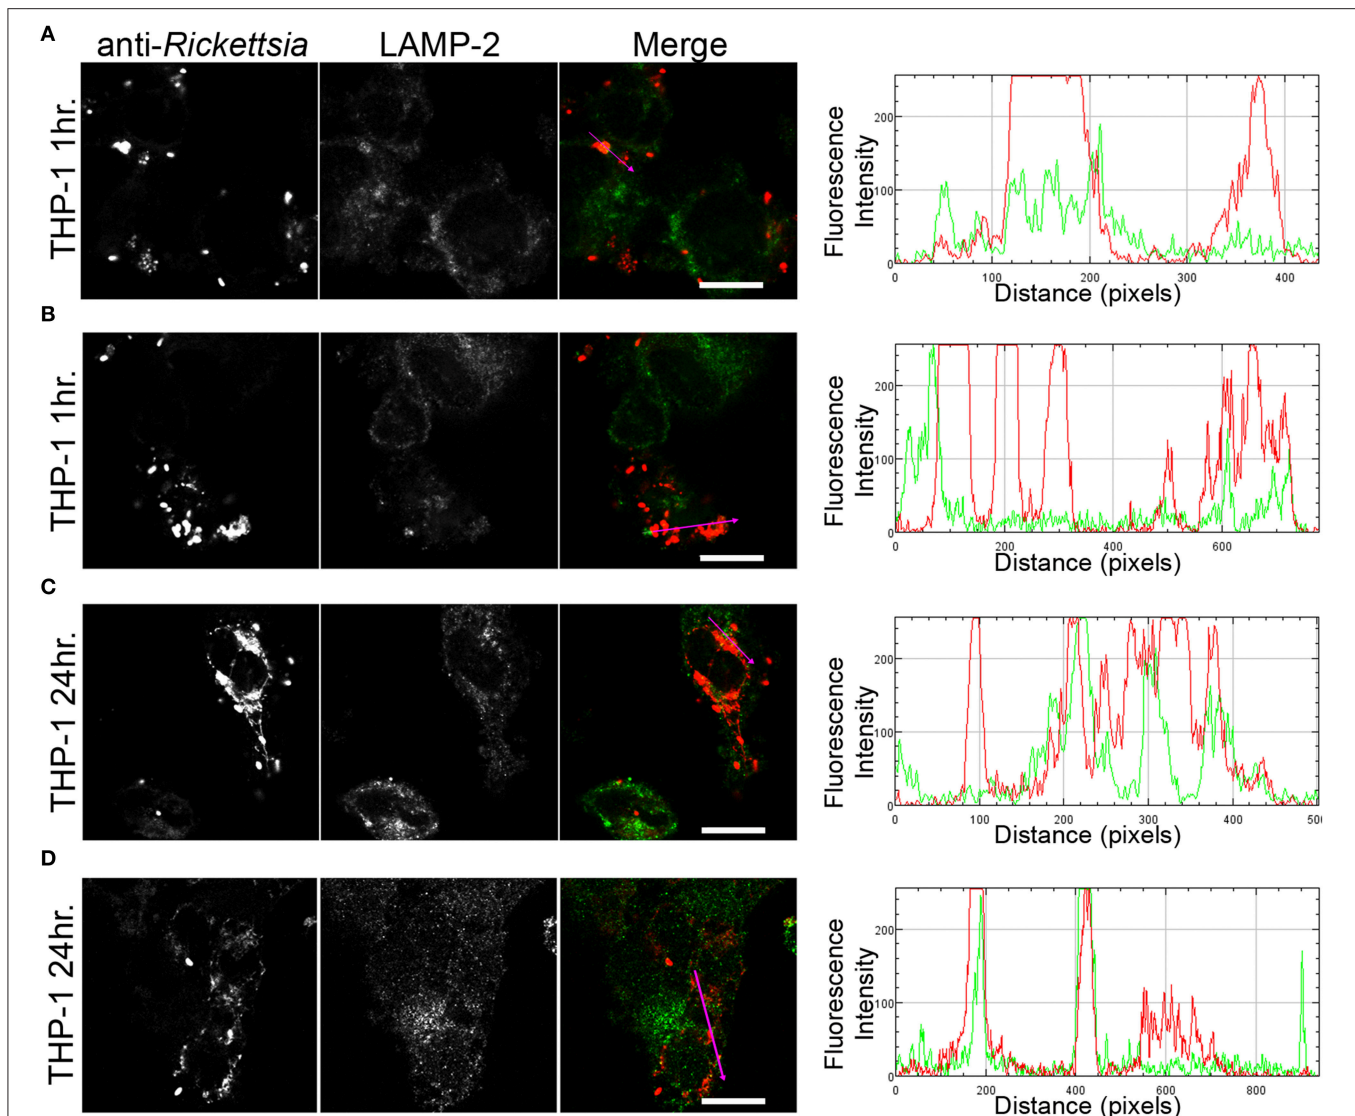 A
anti-Rickettsia LAMP-2 Merge
THP-1 1hr.
Fluorescence
Intensity
200
100
0
0 100 200 300 400
Distance (pixels)
B
THP-1 1hr.
Fluorescence
Intensity
200
100
0
0 200 400 600
Distance (pixels)
C
THP-1 24hr.
Fluorescence
Intensity
200
100
0
100 200 300 400 500
Distance (pixels)
D
THP-1 24hr.
Fluorescence
Intensity
200
100
0
200 400 600 800
Distance (pixels)